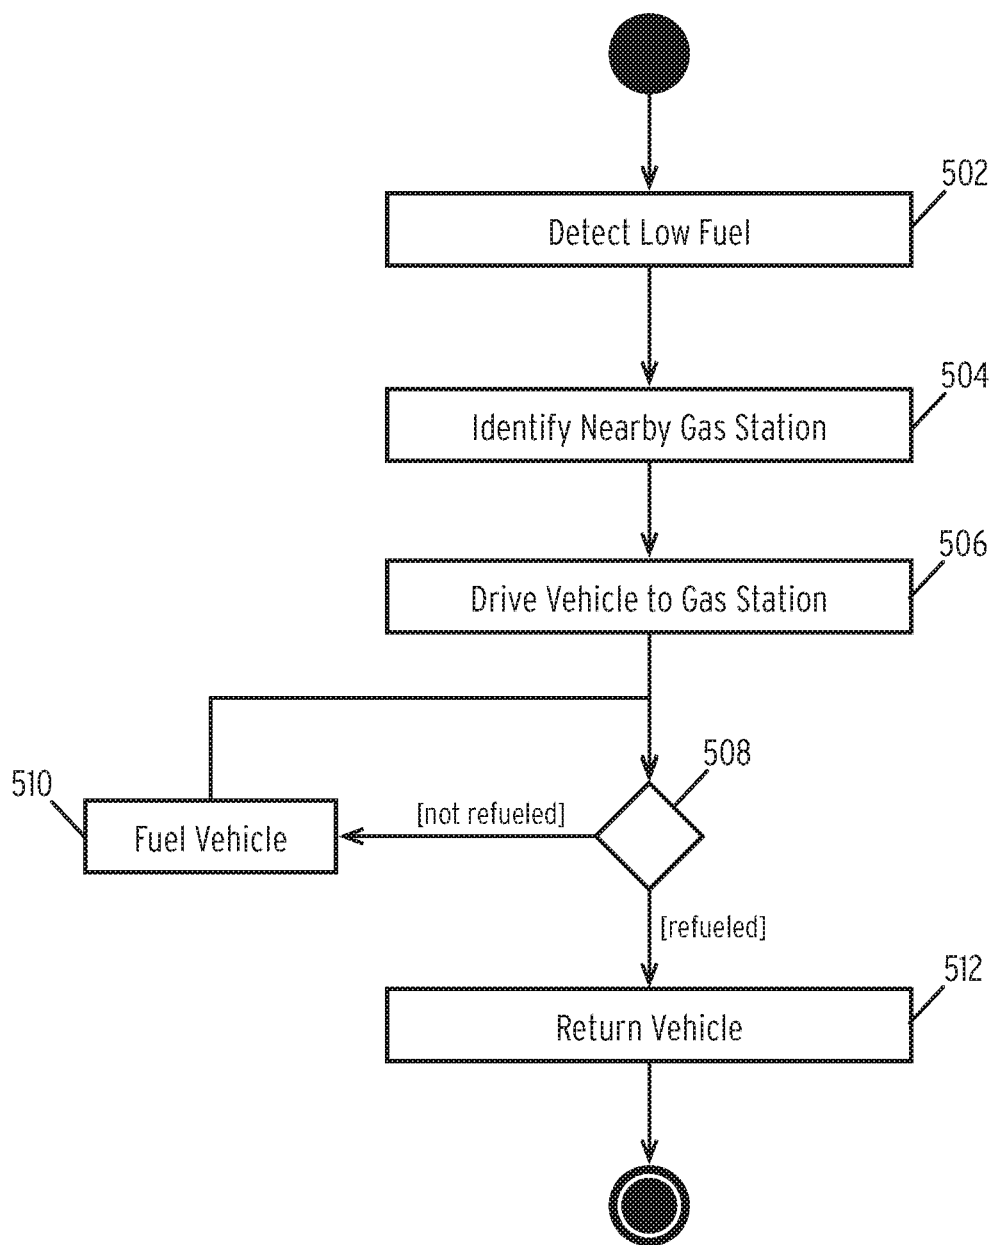 502
Detect Low Fuel
504
Identify Nearby Gas Station
506
Drive Vehicle to Gas Station
508
510
[not refueled]
Fuel Vehicle
[refueled]
512
Return Vehicle